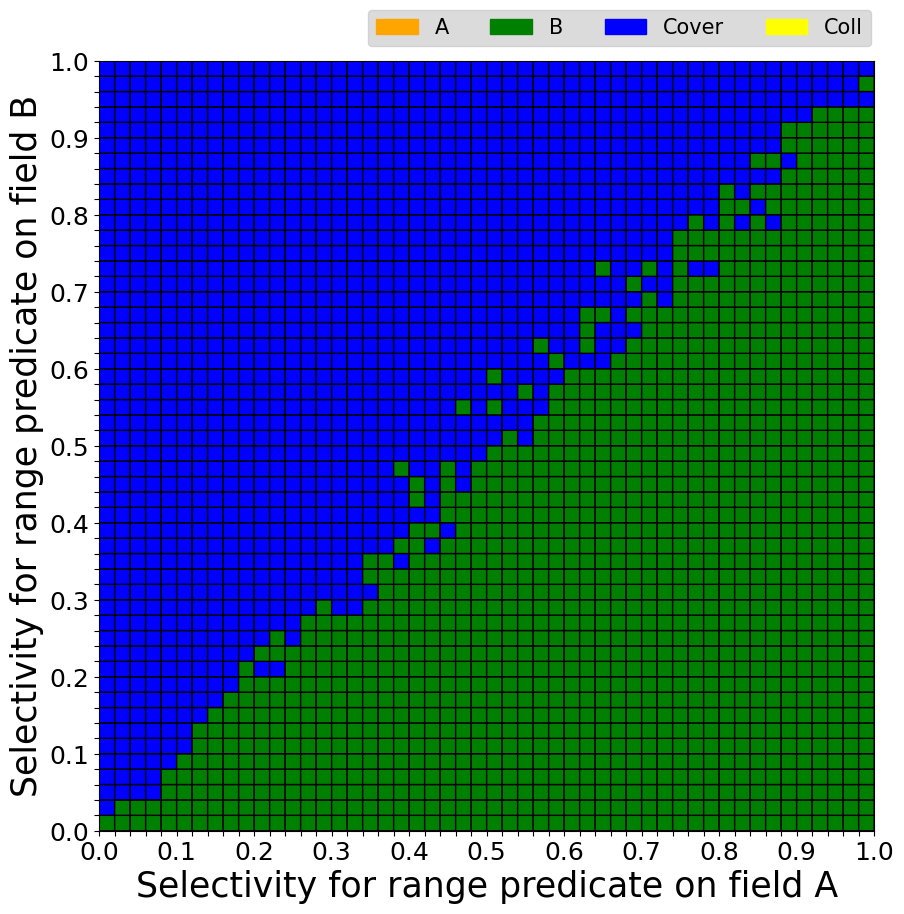 A B Cover Coll
1.0
0.9
0.8
0.7
0.6
0.5
0.4
0.3
0.2
0.1
0.0
Selectivity for range predicate on field B
0.0 0.1 0.2 0.3 0.4 0.5 0.6 0.7 0.8 0.9 1.0
Selectivity for range predicate on field A